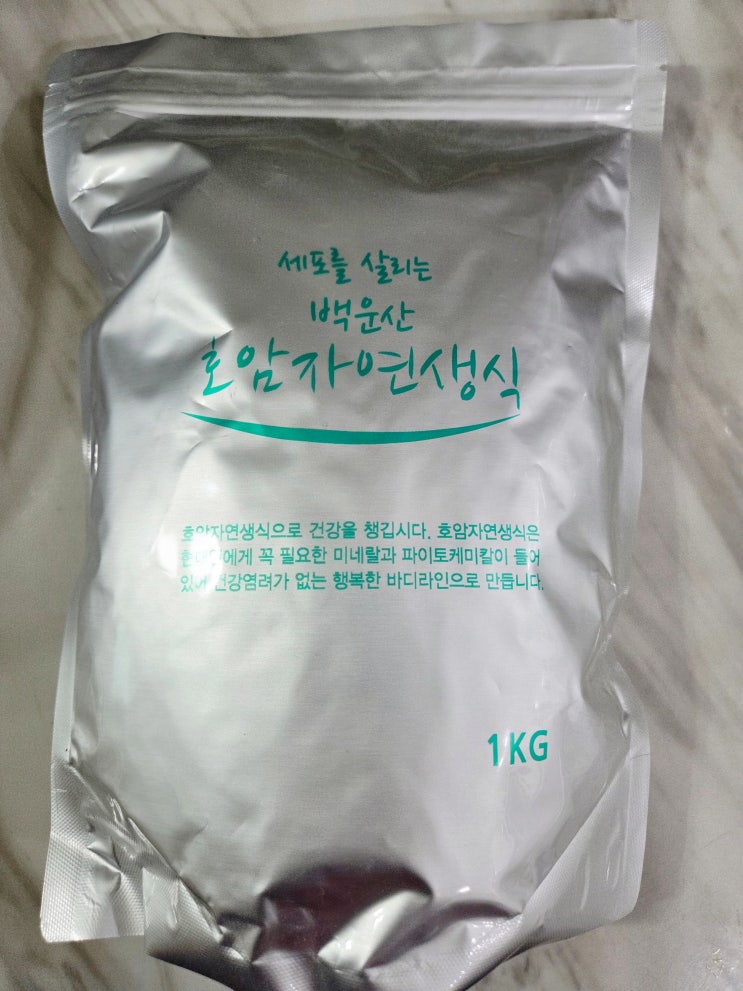 세포를 살리는
백운산
호암자연생식
호암자연생식으로 건강을 챙깁시다. 호암자연생식은
현대인에게 꼭 필요한 미네랄과 파이토케미칼이 들어
있어 건강염려가 없는 행복한 바디라인으로 만듭니다.
1KG